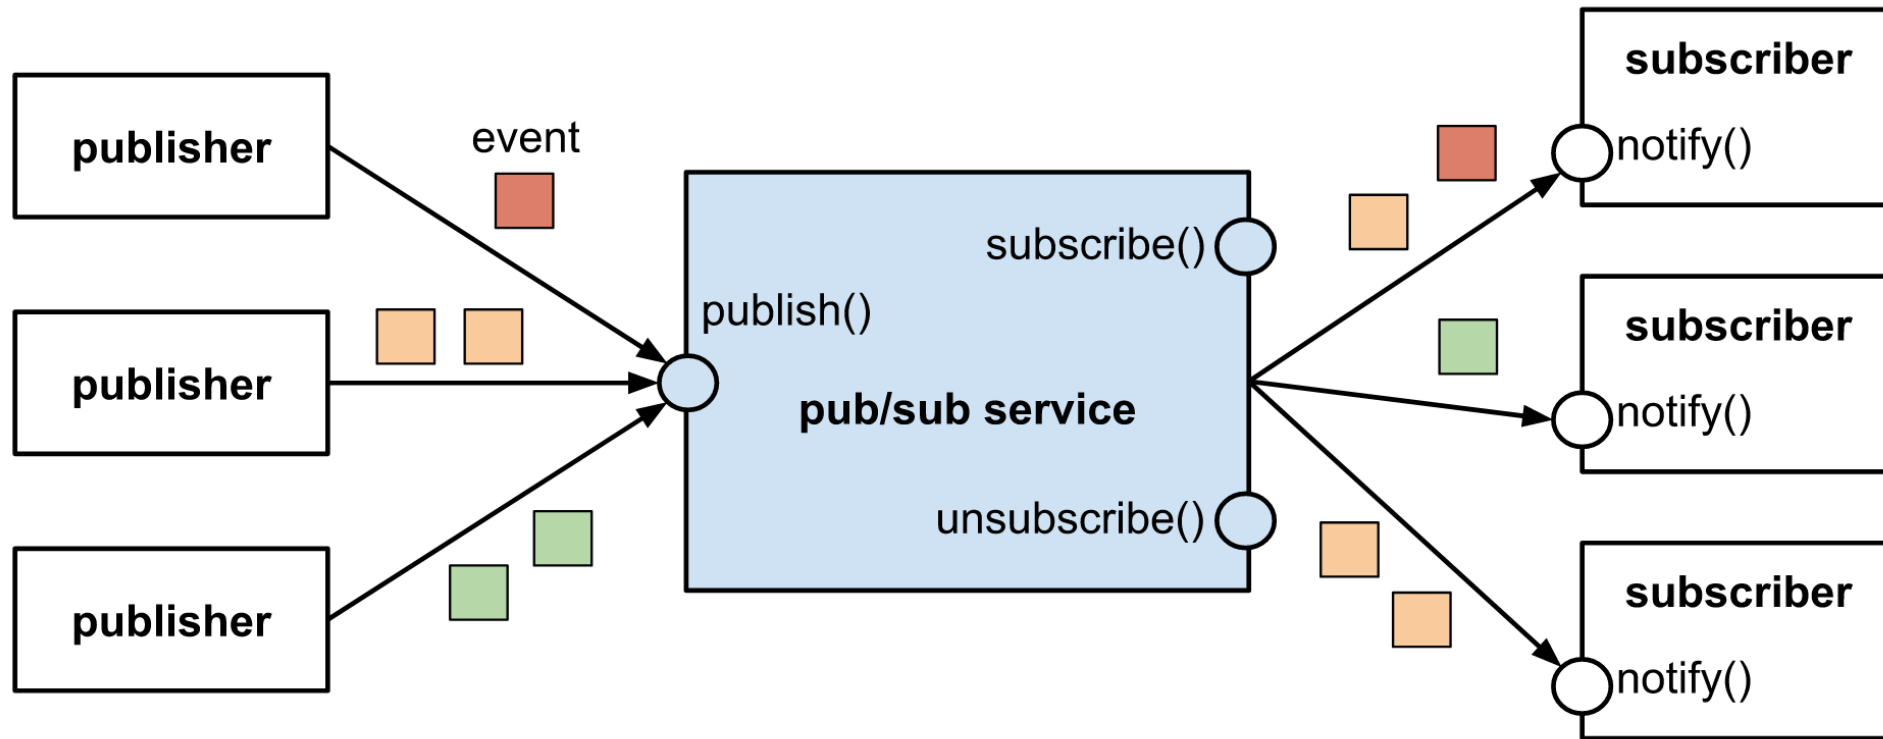 publisher
event
publisher
publisher
publish()
subscribe()
pub/sub service
unsubscribe()
subscriber
notify()
subscriber
notify()
subscriber
notify()